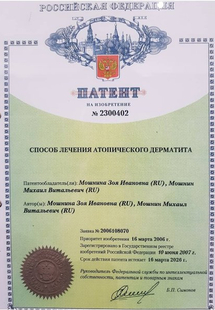 РОССИЙСКАЯ ФЕДЕРАЦИЯ
ПАТЕНТ
НА ИЗОБРЕТЕНИЕ
№ 2300402
СПОСОБ ЛЕЧЕНИЯ АТОПИЧЕСКОГО ДЕРМАТИТА
Патентообладатель(ли): Мошнина Зоя Ивановна (RU), Мошнин
Михаил Витальевич (RU)
Автор(ы): Мошнина Зоя Ивановна (RU), Мошнин Михаил
Витальевич (RU)
Заявка № 2006108070
Приоритет изобретения 16 марта 2006 г.
Зарегистрировано в Государственном реестре
изобретений Российской Федерации 10 июня 2007 г.
Срок действия патента истекает 16 марта 2026 г.
Руководитель Федеральной службы по интеллектуальной
собственности, патентам и товарным знакам
Б.П. Симонов